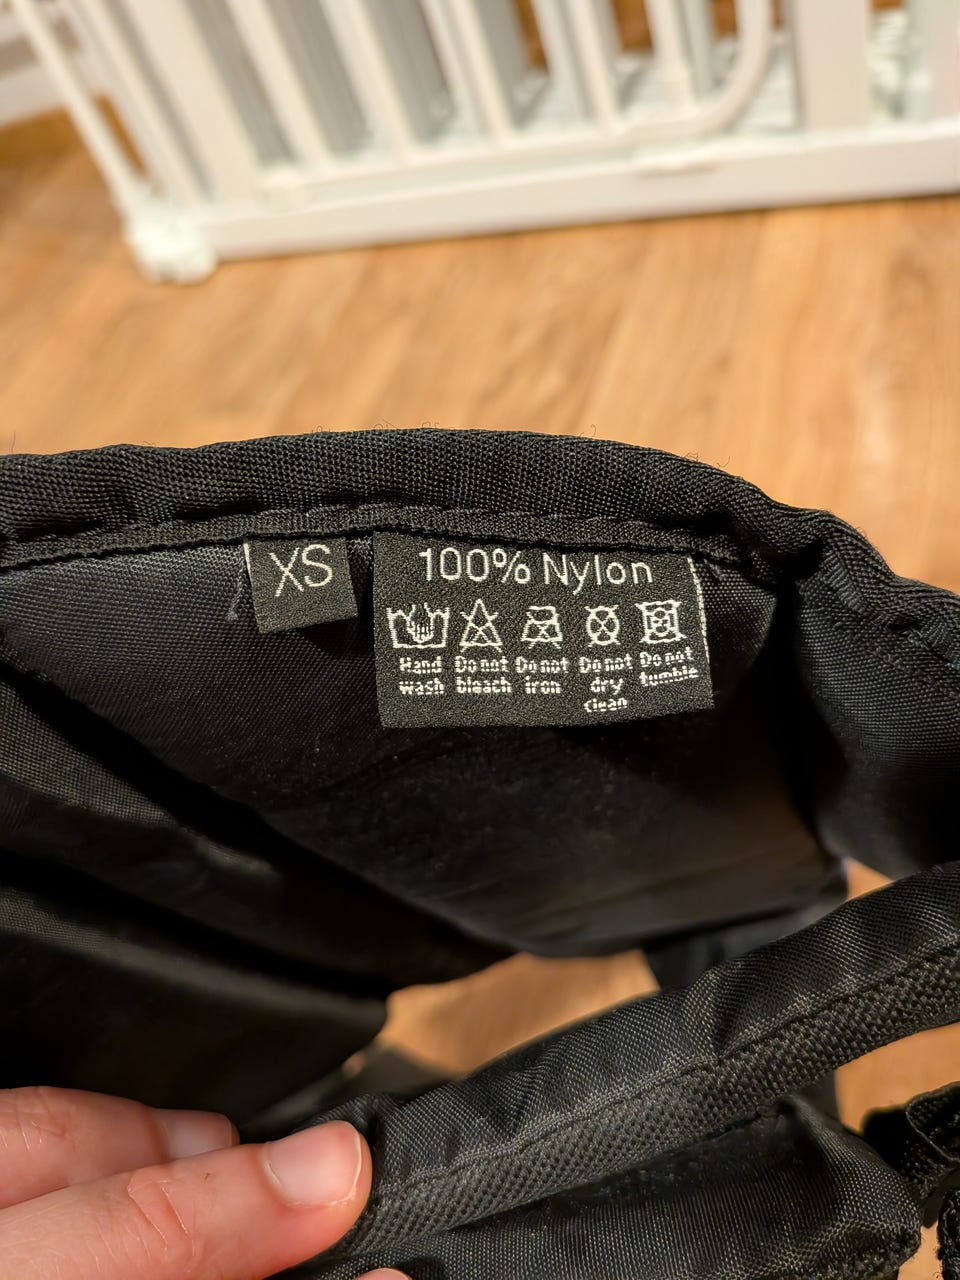 XS
100% Nylon
Hand wash
Do not bleach
Do not iron
Do not dry clean
Do not tumble